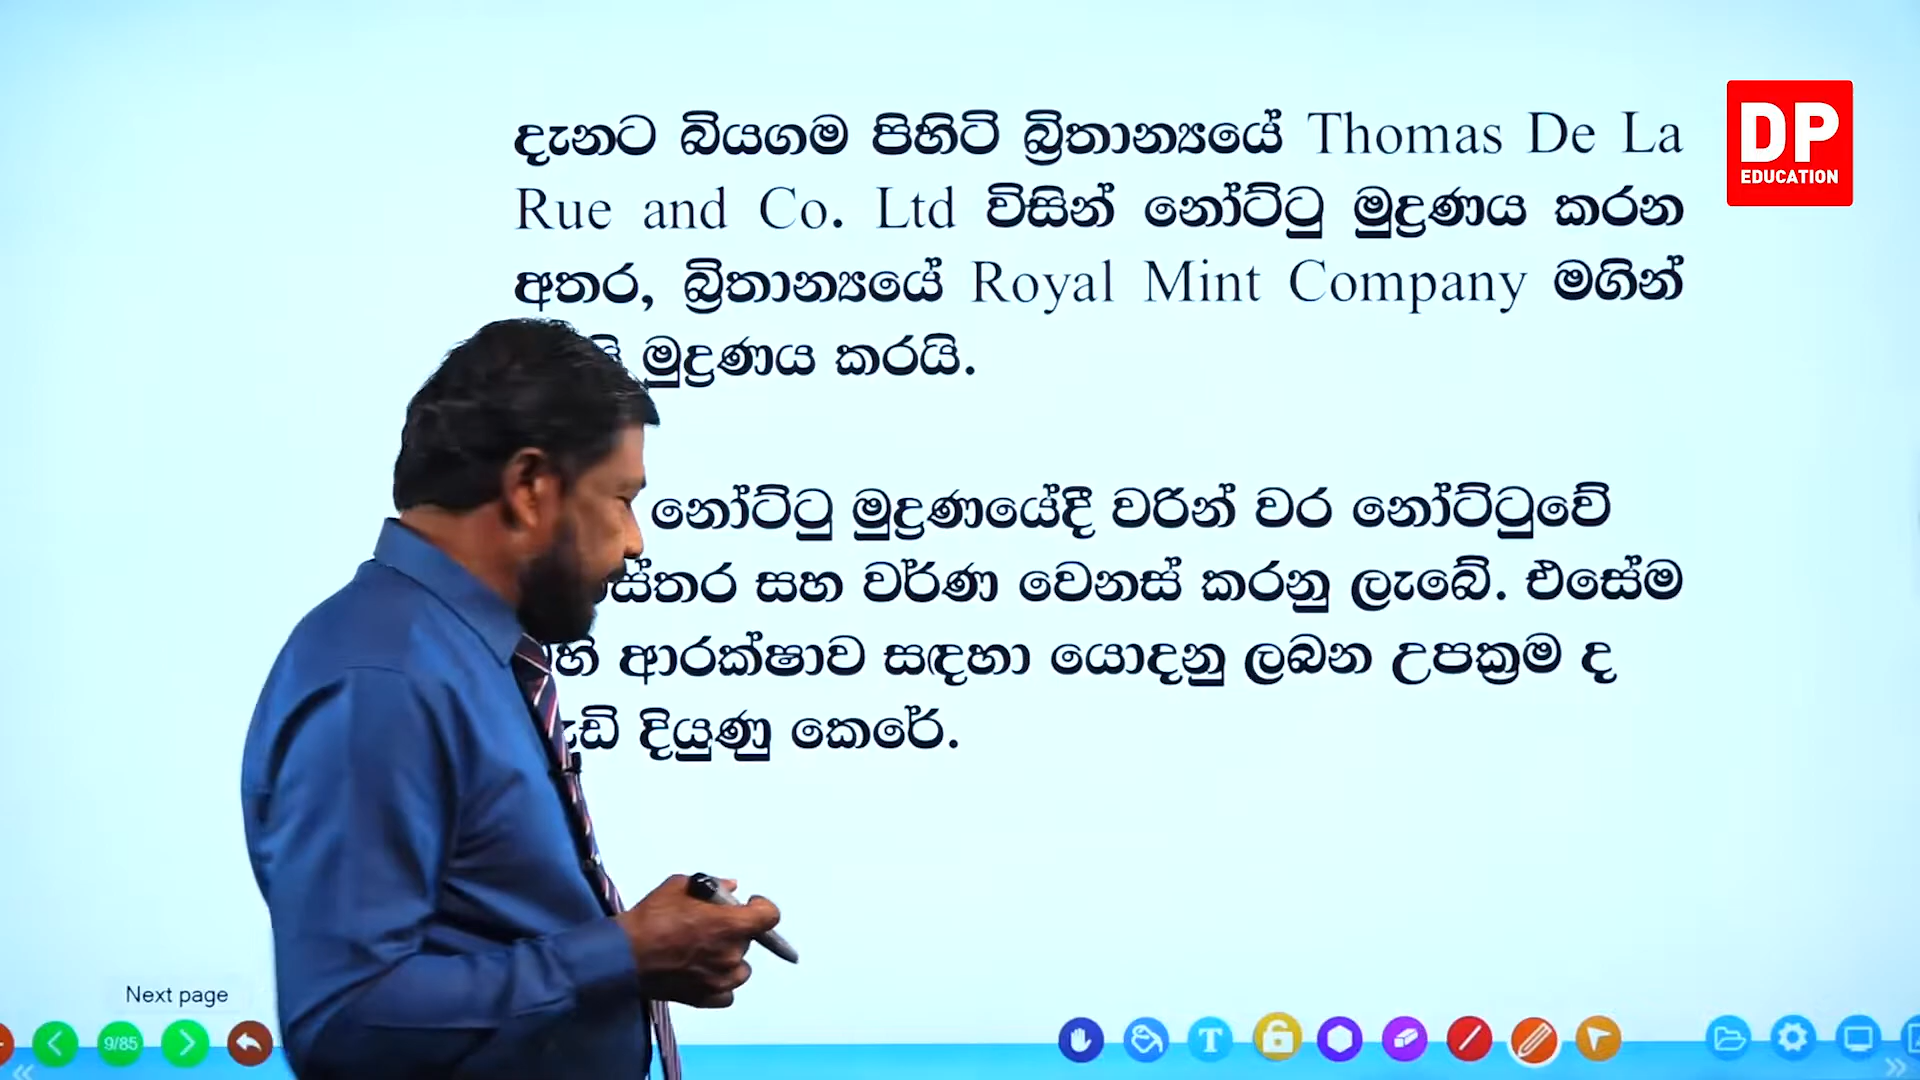 දැනට බියගම පිහිටි බ්‍රිතාන්‍යයේ Thomas De La
Rue and Co. Ltd විසින් නෝට්ටු මුද්‍රණය කරන
අතර, බ්‍රිතාන්‍යයේ Royal Mint Company මගින්
මුද්‍රණය කරයි.
නෝට්ටු මුද්‍රණයේදී වරින් වර නෝට්ටුවේ
සහ වර්ණ වෙනස් කරනු ලැබේ. එසේම
ආරක්ෂාව සඳහා යොදනු ලබන උපක්‍රම ද
දියුණු කෙරේ.
DP
EDUCATION
Next page
9/85
T